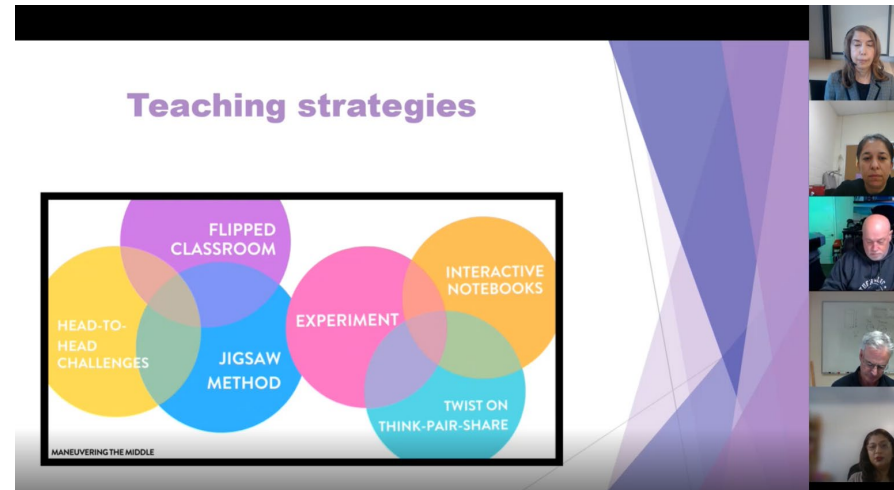 Teaching strategies
FLIPPED
CLASSROOM
HEAD-TO-
HEAD
CHALLENGES
JIGSAW
METHOD
EXPERIMENT
INTERACTIVE
NOTEBOOKS
TWIST ON
THINK-PAIR-SHARE
MANEUVERING THE MIDDLE